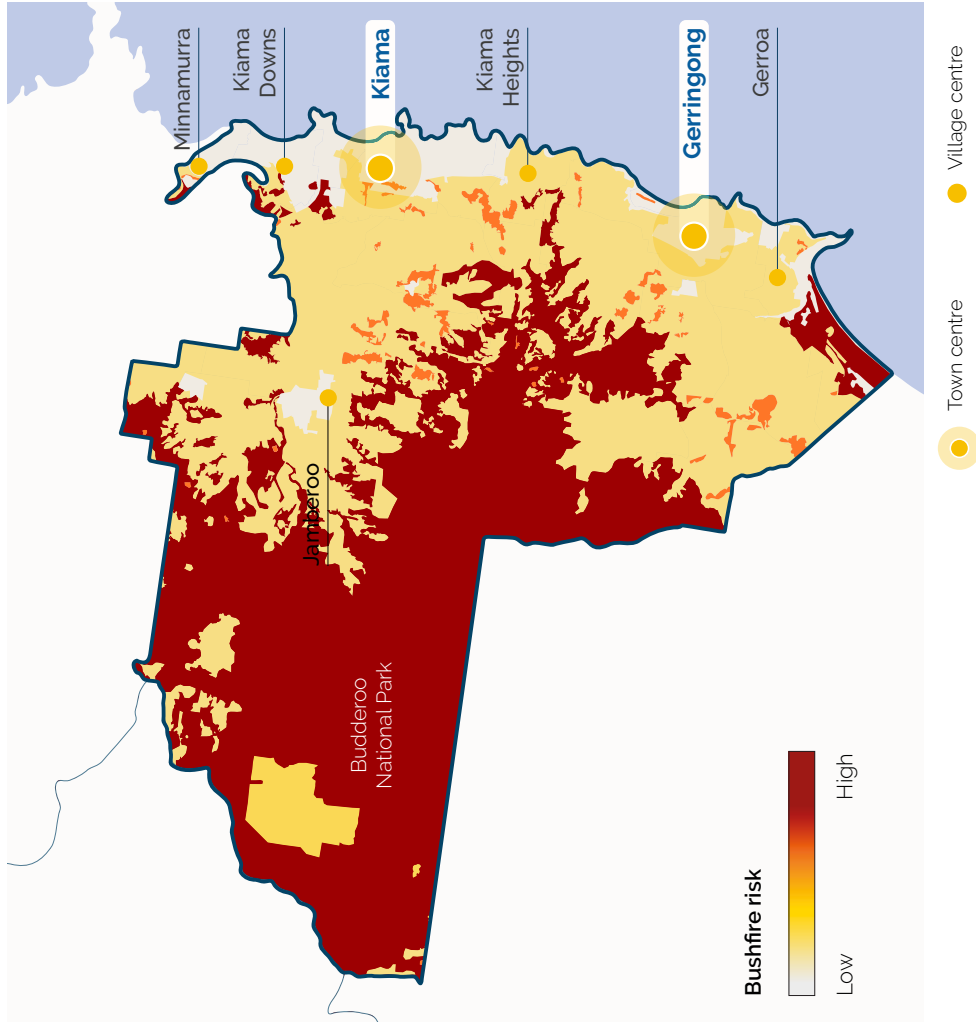 Minnamurra
Kiama
Downs
Kiama
Kiama
Heights
Gerringong
Gerroa
Jamberoo
Budderoo
National Park
Bushfire risk
Low
High
Town centre
Village centre